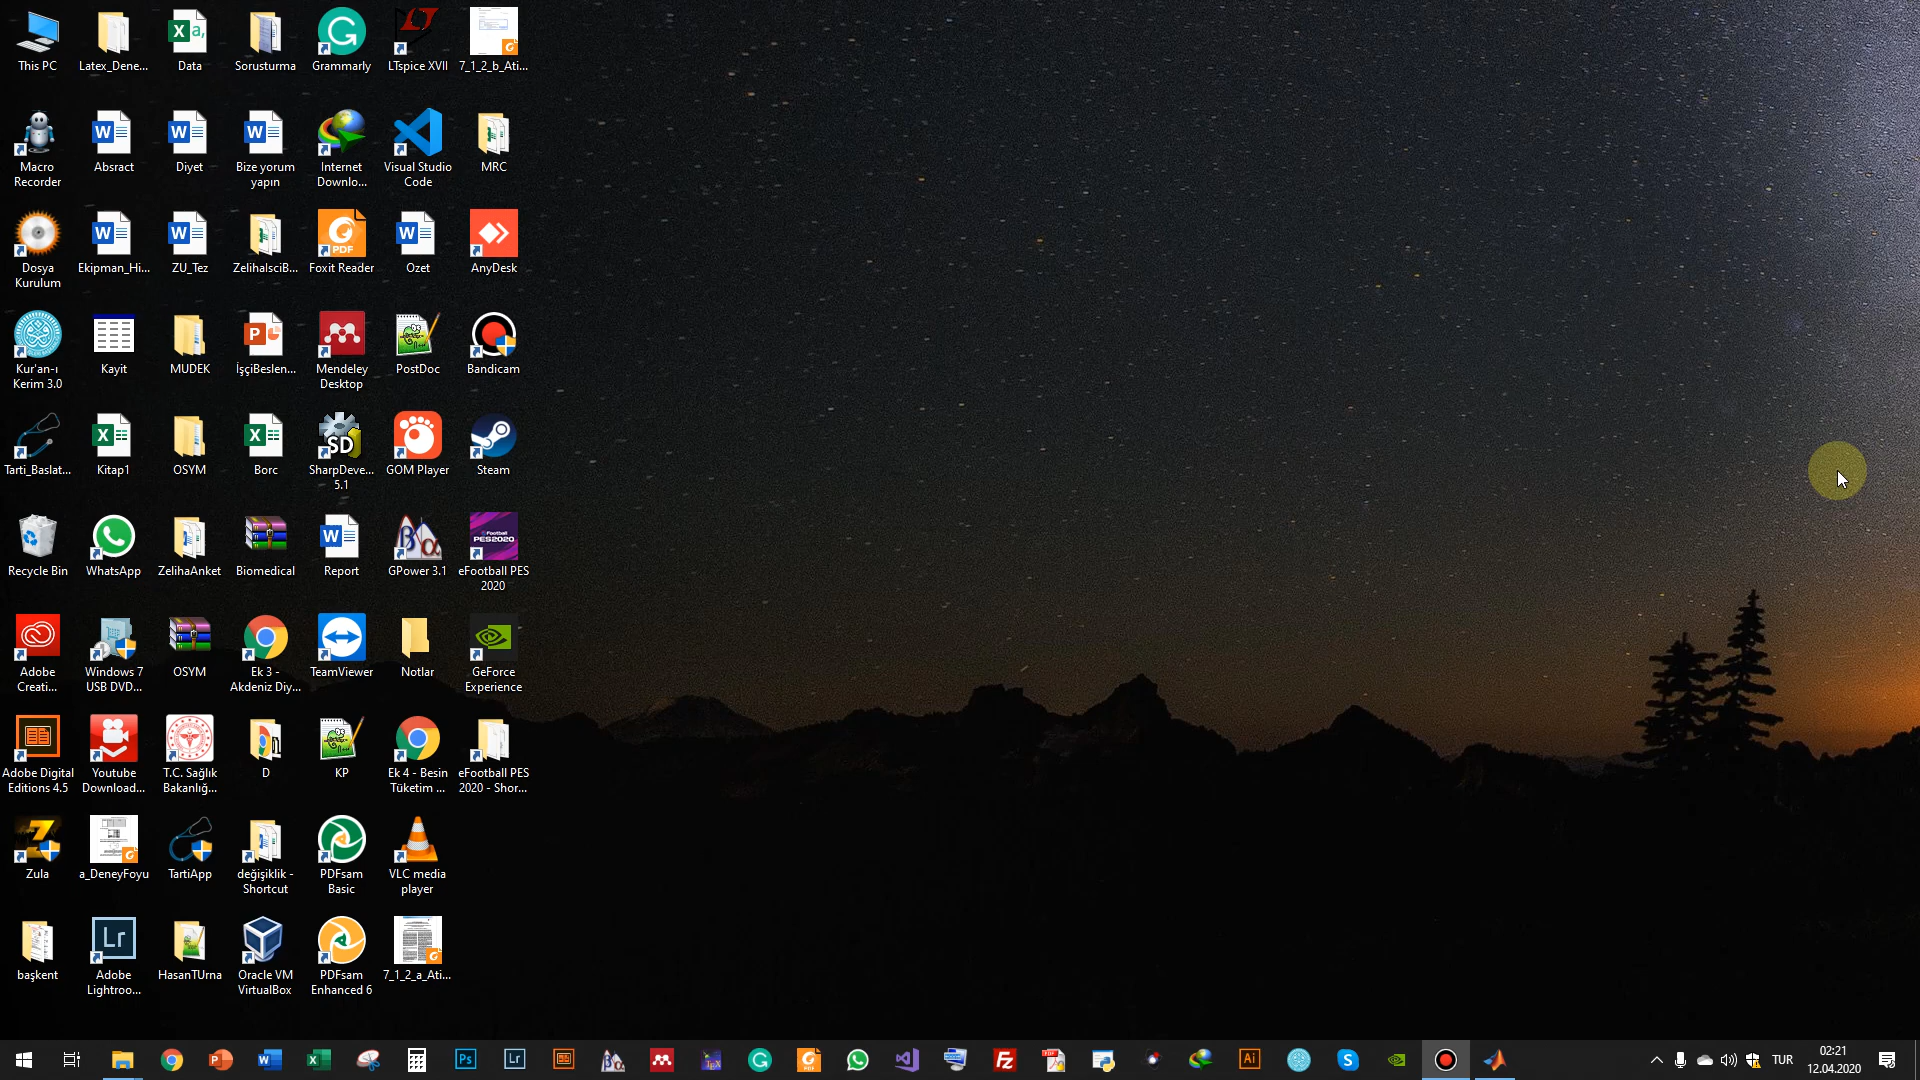 This PC
Latex_Dene...
Data
Sorusturma
Grammarly
LTspice XVII
7_1_2_b_Ati...
Macro
Recorder
Absract
Diyet
Bize yorum
yapın
Internet
Downlo...
Visual Studio
Code
MRC
Dosya
Kurulum
Ekipman_Hi...
ZU_Tez
ZelihaIsciB...
Foxit Reader
Ozet
AnyDesk
Kur'an-ı
Kerim 3.0
Kayit
MUDEK
İşçiBeslen...
Mendeley
Desktop
PostDoc
Bandicam
Tarti_Baslat...
Kitap1
OSYM
Borc
SharpDeve...
5.1
GOM Player
Steam
Recycle Bin
WhatsApp
ZelihaAnket
Biomedical
Report
GPower 3.1
eFootball PES
2020
Adobe
Creati...
Windows 7
USB DVD...
OSYM
Ek 3 -
Akdeniz Diy...
TeamViewer
Notlar
GeForce
Experience
Adobe Digital
Editions 4.5
Youtube
Download...
T.C. Sağlık
Bakanlığ...
D
KP
Ek 4 - Besin
Tüketim ...
eFootball PES
2020 - Shor...
Zula
a_DeneyFoyu
TartiApp
değişiklik -
Shortcut
PDFsam
Basic
VLC media
player
başkent
Adobe
Lightroo...
HasanTUrna
Oracle VM
VirtualBox
PDFsam
Enhanced 6
7_1_2_a_Ati...
TUR
02:21
12.04.2020